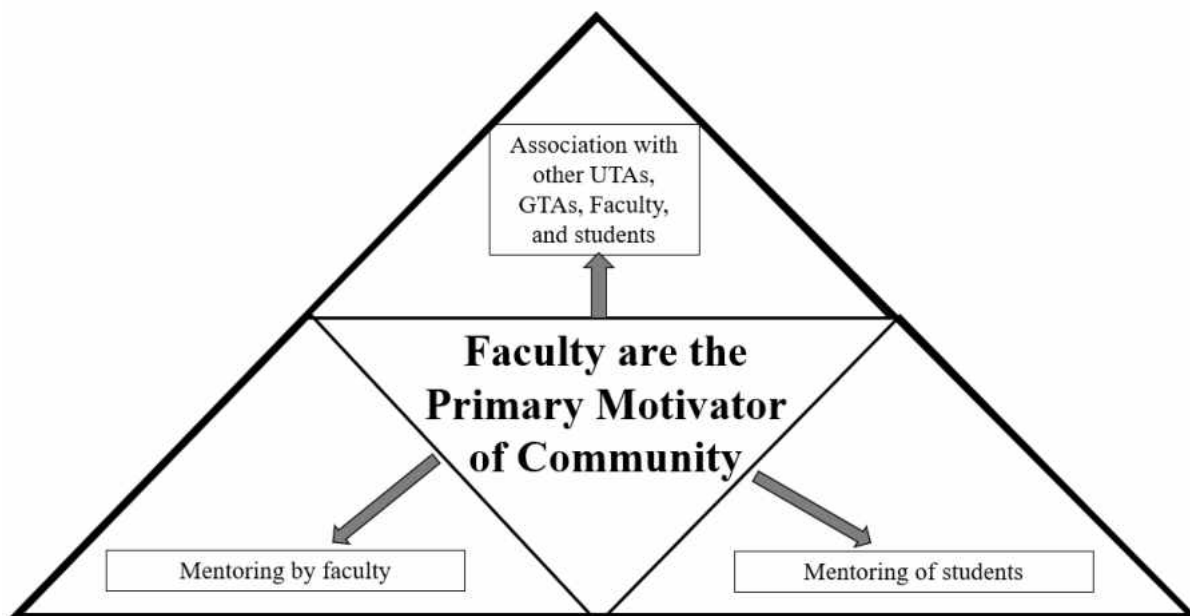 Association with
other UTAs,
GTAs, Faculty,
and students
Faculty are the
Primary Motivator
of Community
Mentoring by faculty
Mentoring of students